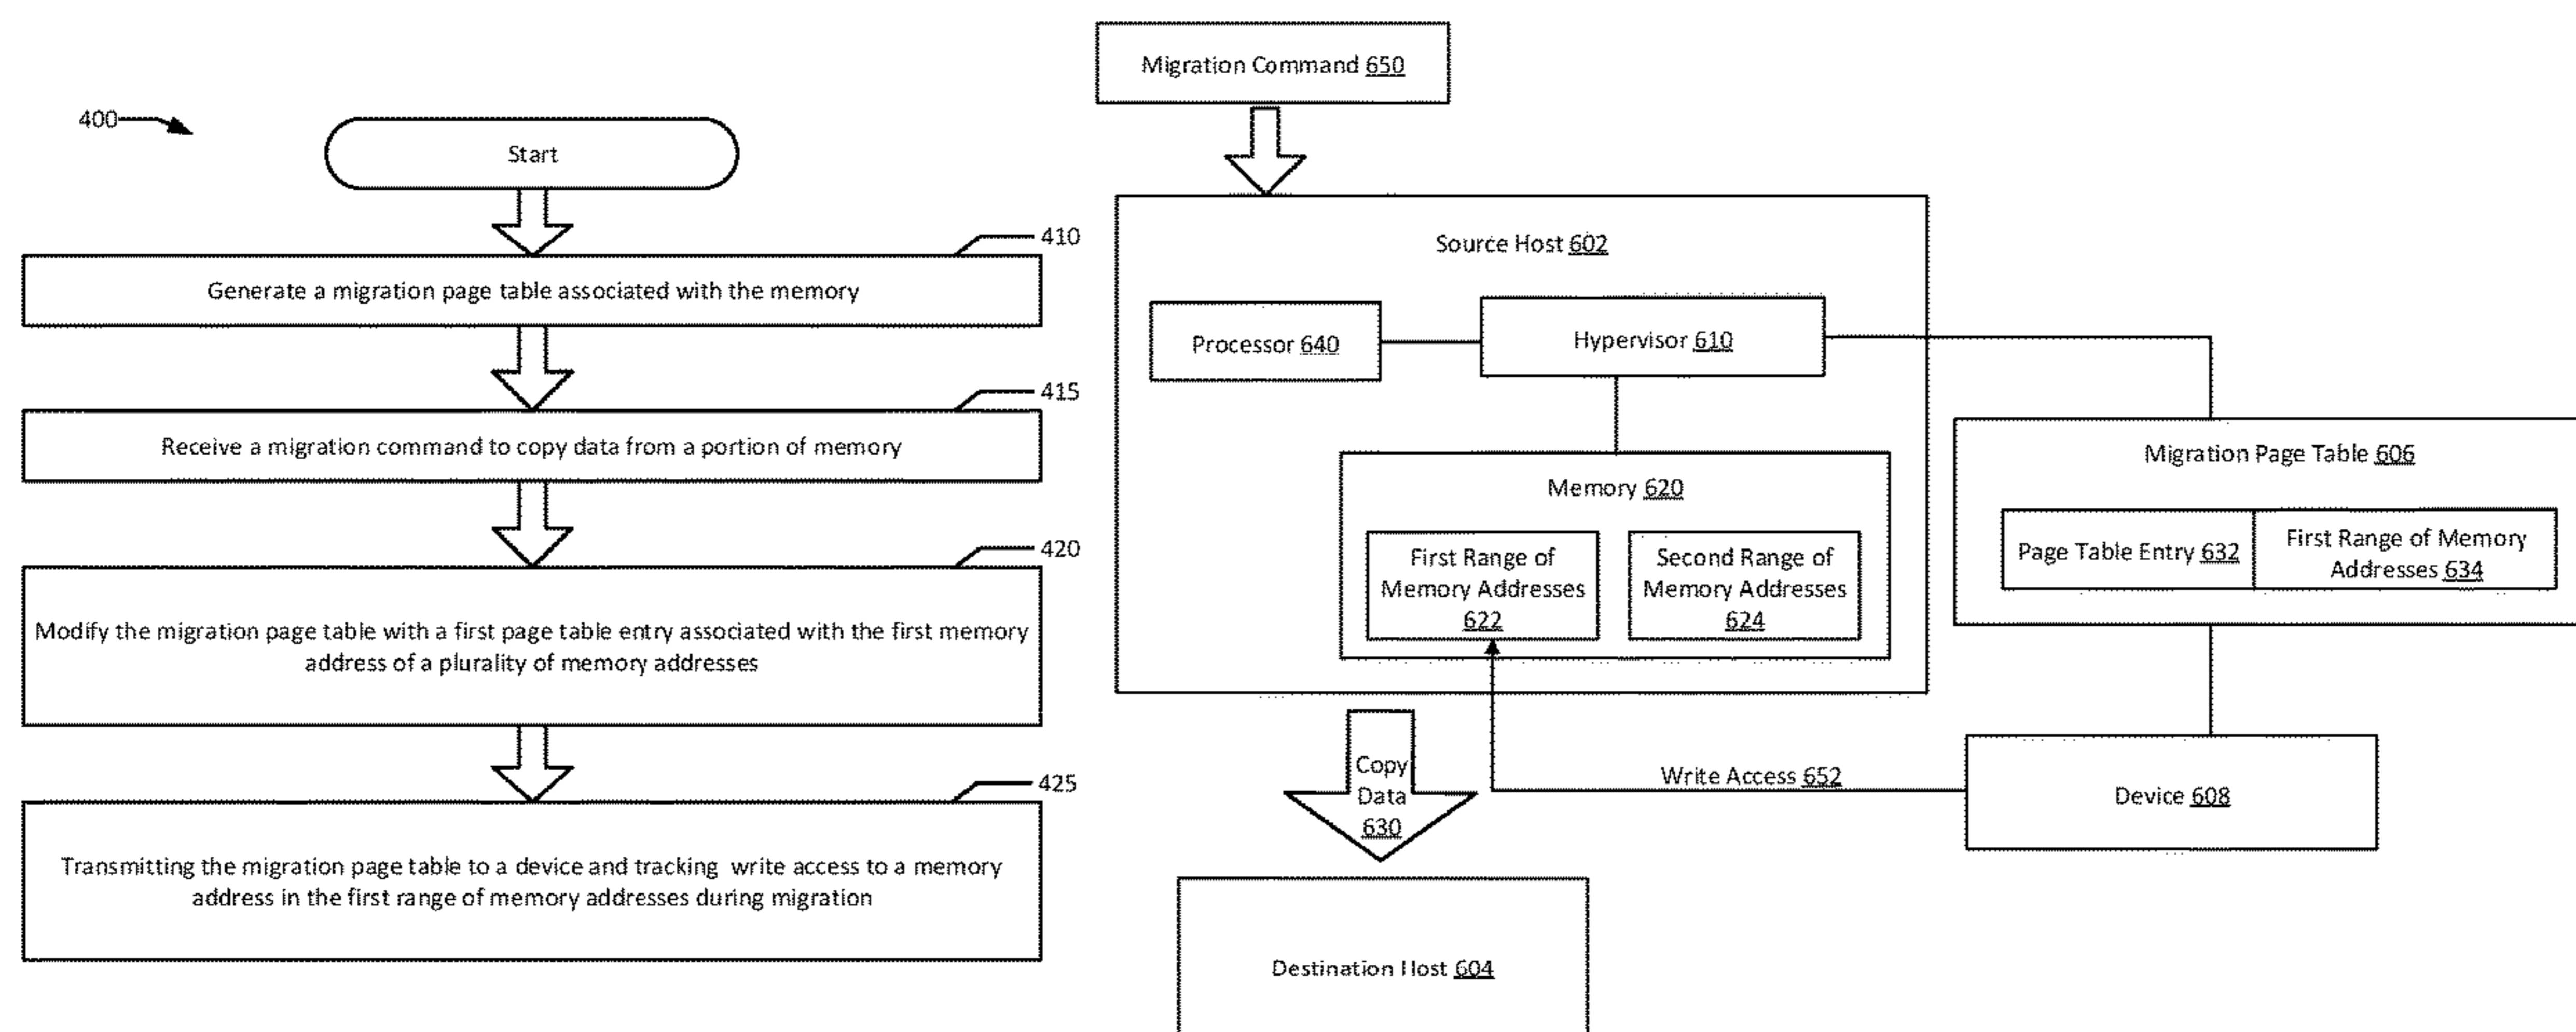 400
Start
410
Generate a migration page table associated with the memory
415
Receive a migration command to copy data from a portion of memory
420
Modify the migration page table with a first page table entry associated with the first memory
address of a plurality of memory addresses
425
Transmitting the migration page table to a device and tracking write access to a memory
address in the first range of memory addresses during migration
Migration Command 650
Source Host 602
Processor 640
Hypervisor 610
Memory 620
First Range of
Memory Addresses
622
Second Range of
Memory Addresses
624
Migration Page Table 606
Page Table Entry 632
First Range of Memory
Addresses 634
Write Access 652
Device 608
Copy
Data
630
Destination Host 604